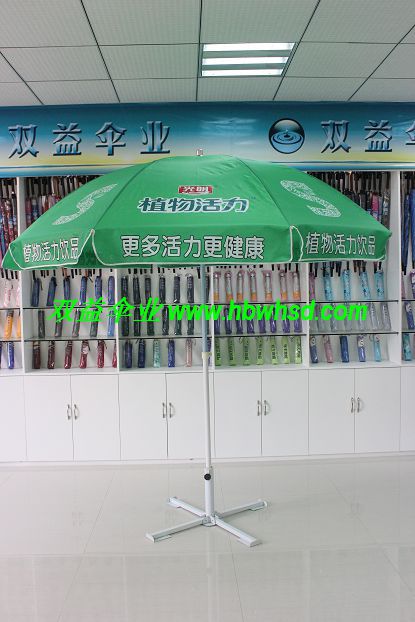 双益伞业 双益伞
光明
植物活力
植物活力饮品 更多活力更健康 植物活力饮品
双益伞业 www.hbwhsd.com